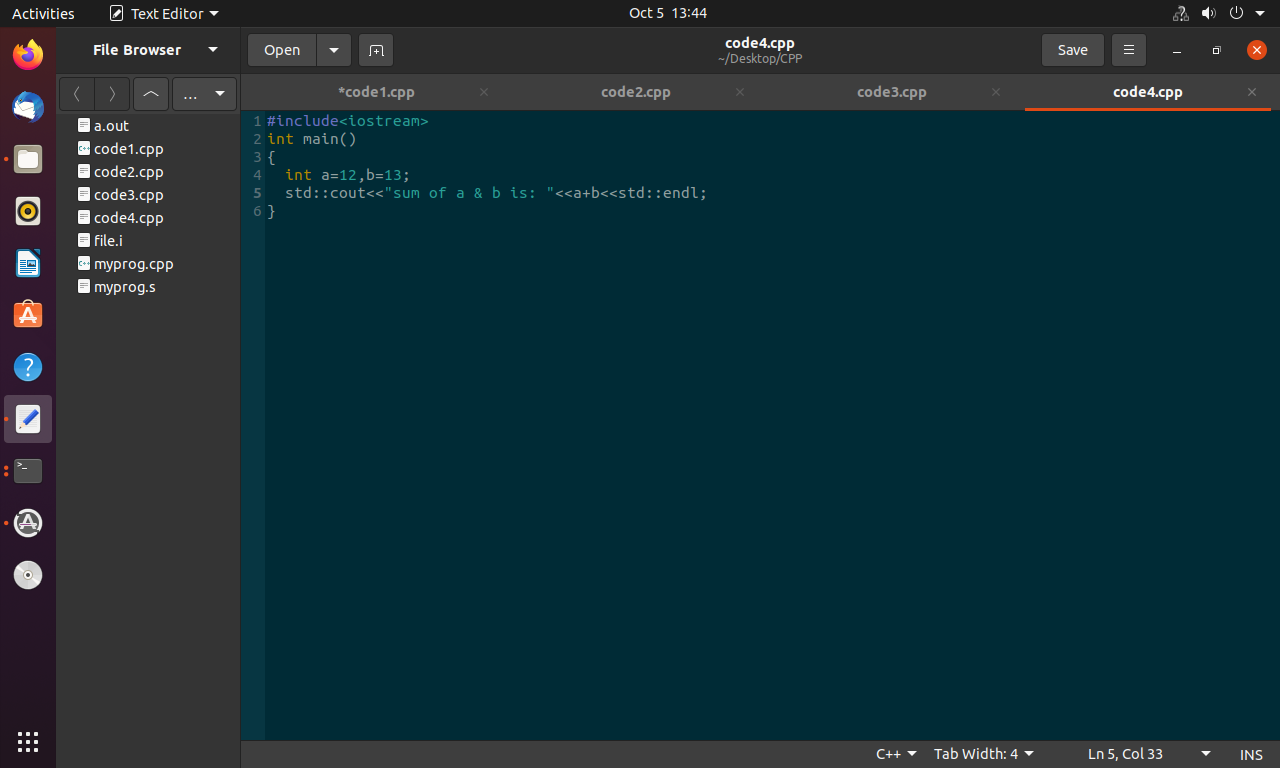 Activities Text Editor Oct 5 13:44
File Browser Open code4.cpp Save
~/Desktop/CPP
... *code1.cpp code2.cpp code3.cpp code4.cpp
a.out
code1.cpp
code2.cpp
code3.cpp
code4.cpp
file.i
myprog.cpp
myprog.s
1 #include<iostream>
2 int main()
3 {
4 int a=12,b=13;
5 std::cout<<"sum of a & b is: "<<a+b<<std::endl;
6 }
C++ Tab Width: 4 Ln 5, Col 33 INS